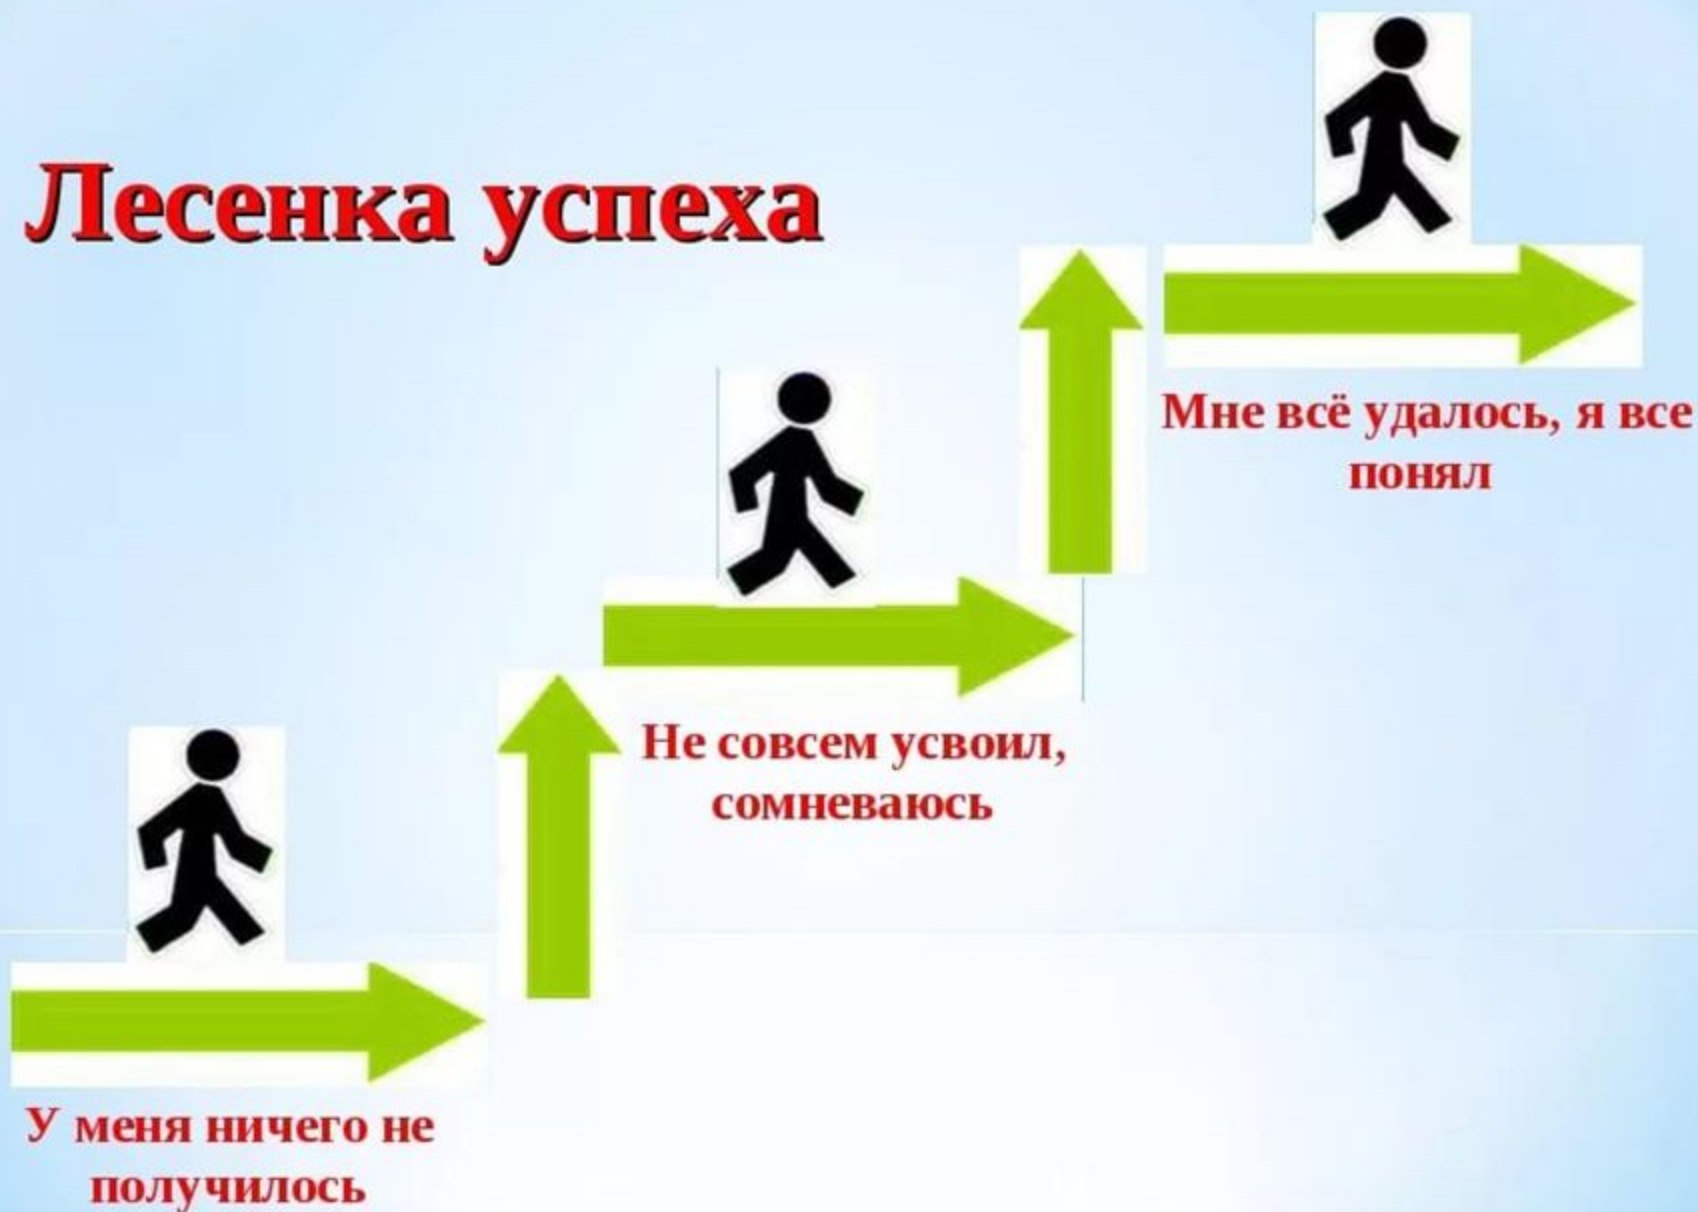 Лесенка успеха
Мне всё удалось, я все
понял
Не совсем усвоил,
сомневаюсь
У меня ничего не
получилось